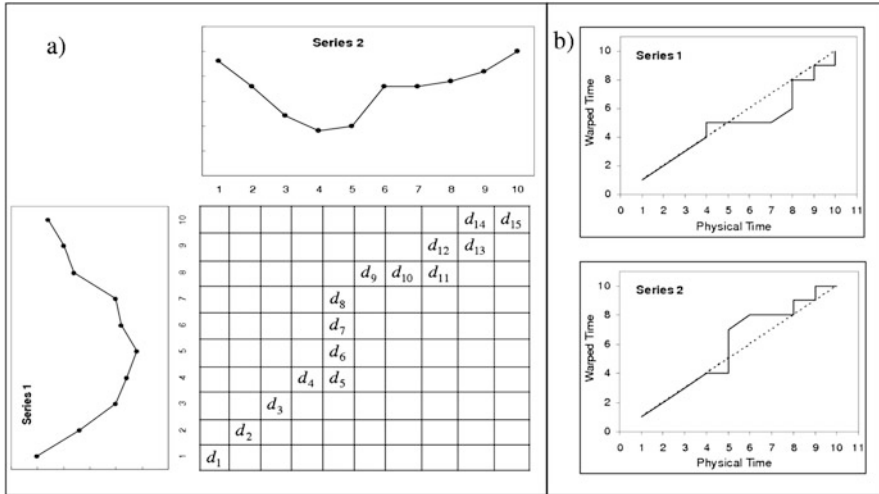 a)
Series 2
1 2 3 4 5 6 7 8 9 10
Series 1
10
9
8
7
6
5
4
3
2
1
d14 d15
d12 d13
d9 d10 d11
d8
d7
d6
d4 d5
d3
d2
d1
b)
Series 1
Warped Time
10
8
6
4
2
0
0 1 2 3 4 5 6 7 8 9 10 11
Physical Time
Series 2
Warped Time
10
8
6
4
2
0
0 1 2 3 4 5 6 7 8 9 10 11
Physical Time